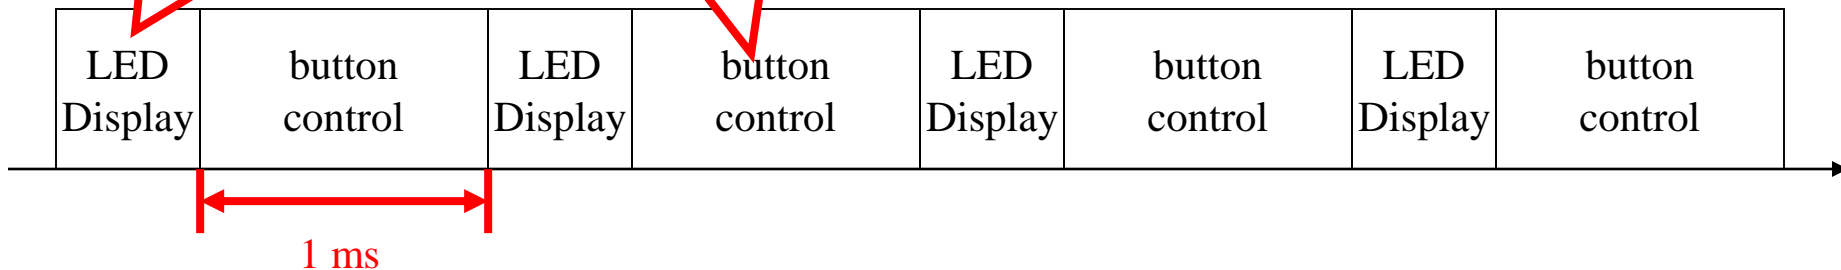 LED
Display
button
control
LED
Display
button
control
LED
Display
button
control
LED
Display
button
control
1 ms